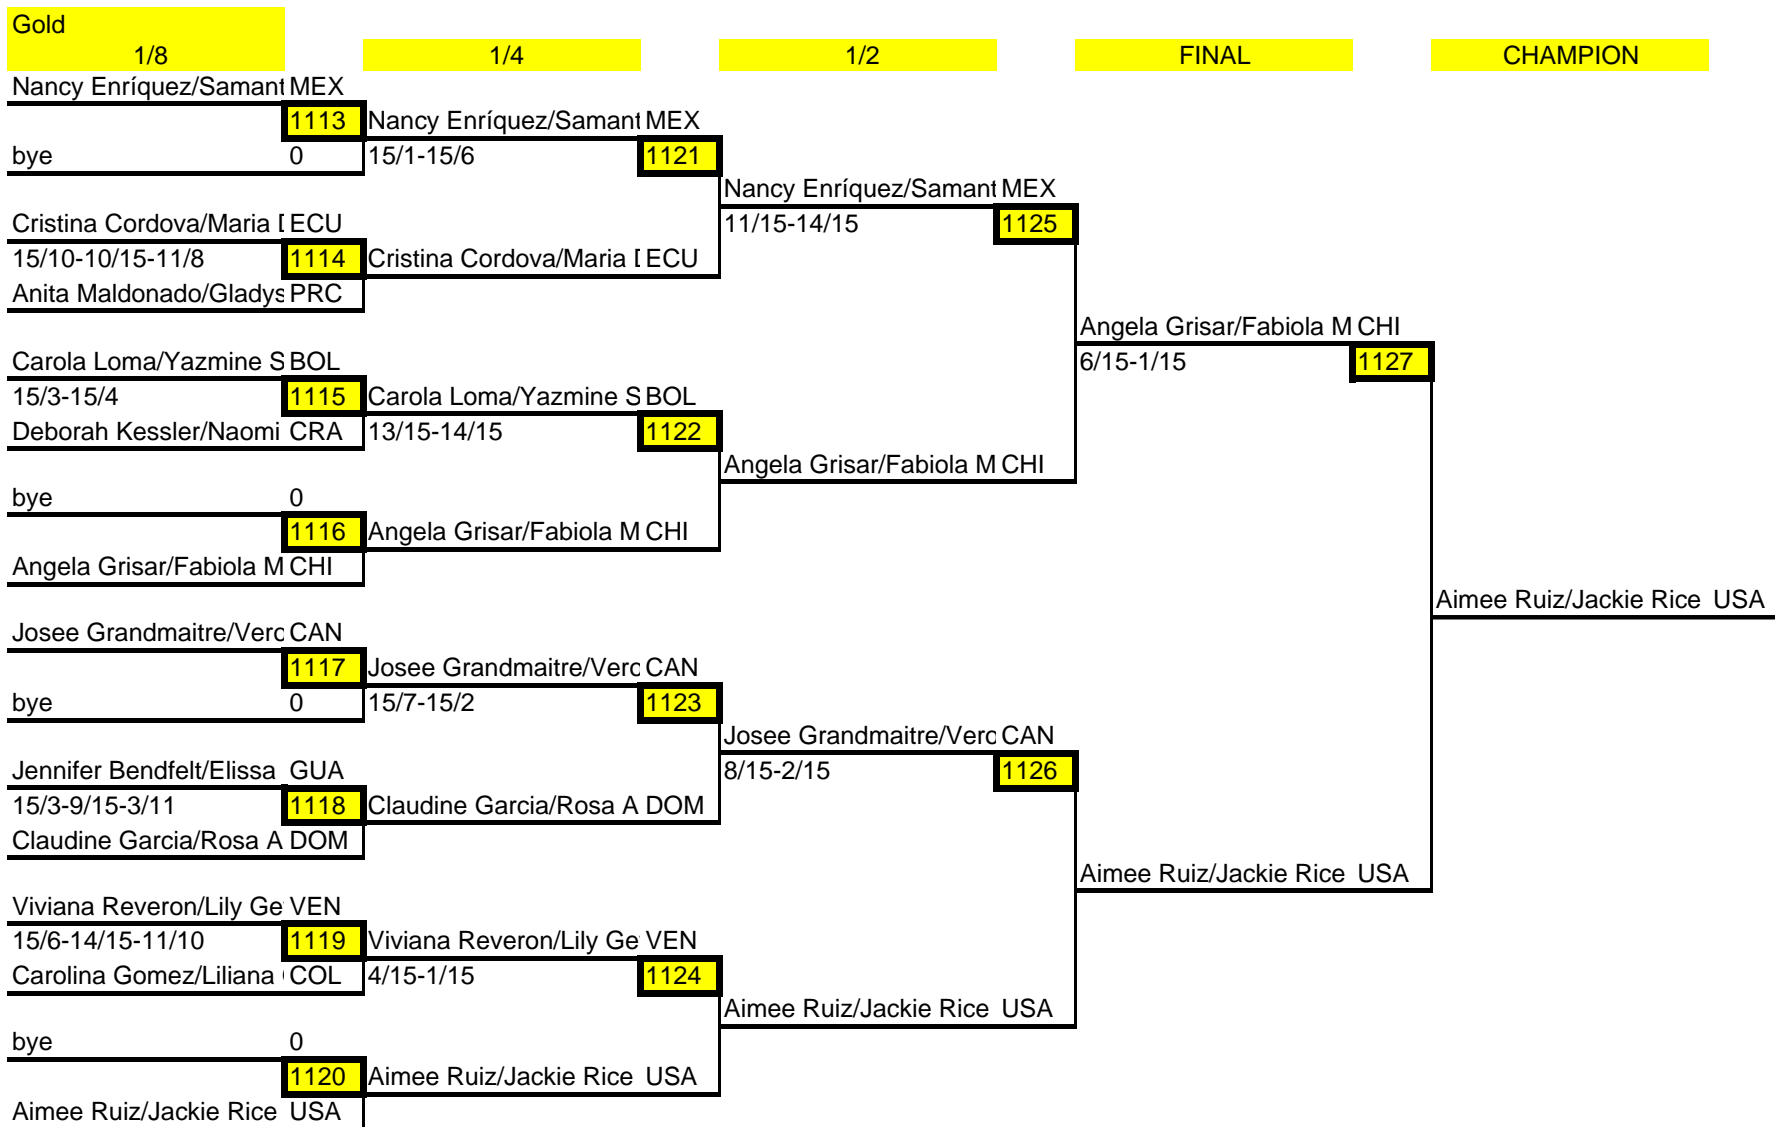 Gold
1/8 1/4 1/2 FINAL CHAMPION
Nancy Enríquez/Samant MEX
1113 Nancy Enríquez/Samant MEX
bye 0 15/1-15/6 1121
Nancy Enríquez/Samant MEX
Cristina Cordova/Maria ECU 11/15-14/15 1125
15/10-10/15-11/8 1114 Cristina Cordova/Maria ECU
Anita Maldonado/Gladys PRC
Angela Grisar/Fabiola M CHI
Carola Loma/Yazmine S BOL 6/15-1/15 1127
15/3-15/4 1115 Carola Loma/Yazmine S BOL
Deborah Kessler/Naomi CRA 13/15-14/15 1122
Angela Grisar/Fabiola M CHI
bye 0
1116 Angela Grisar/Fabiola M CHI
Angela Grisar/Fabiola M CHI
Aimee Ruiz/Jackie Rice USA
Josee Grandmaitre/Vero CAN
1117 Josee Grandmaitre/Vero CAN
bye 0 15/7-15/2 1123
Josee Grandmaitre/Vero CAN
Jennifer Bendfelt/Elissa GUA 8/15-2/15 1126
15/3-9/15-3/11 1118 Claudine Garcia/Rosa A DOM
Claudine Garcia/Rosa A DOM
Aimee Ruiz/Jackie Rice USA
Viviana Reveron/Lily Ge VEN
15/6-14/15-11/10 1119 Viviana Reveron/Lily Ge VEN
Carolina Gomez/Liliana COL 4/15-1/15 1124
Aimee Ruiz/Jackie Rice USA
bye 0
1120 Aimee Ruiz/Jackie Rice USA
Aimee Ruiz/Jackie Rice USA